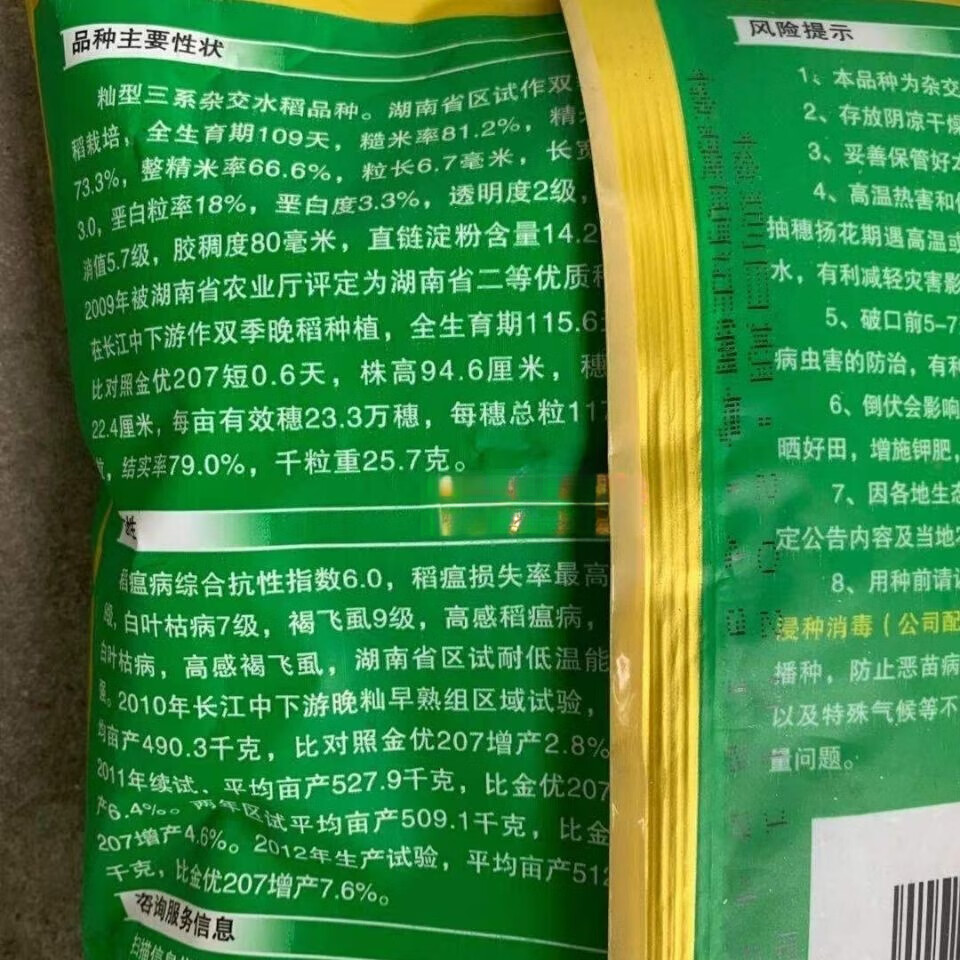 品种主要性状
籼型三系杂交水稻品种。湖南省区试作双
稻栽培，全生育期109天，糙米率81.2%，精
73.3%，整精米率66.6%，粒长6.7毫米，长
3.0，垩白粒率18%，垩白度3.3%，透明度2级，
消值5.7级，胶稠度80毫米，直链淀粉含量14.2
2009年被湖南省农业厅评定为湖南省二等优质
在长江中下游作双季晚稻种植，全生育期115.6
比对照金优207短0.6天，株高94.6厘米，穗
22.4厘米，每亩有效穗23.3万穗，每穗总粒117
结实率79.0%，千粒重25.7克。
性
稻瘟病综合抗性指数6.0，稻瘟损失率最高
级，白叶枯病7级，褐飞虱9级，高感稻瘟病，
白叶枯病，高感褐飞虱，湖南省区试耐低温能
强。2010年长江中下游晚籼早熟组区域试验，
均亩产490.3千克，比对照金优207增产2.8%
2011年续试，平均亩产527.9千克，比金优207
产6.4%。两年区试平均亩产509.1千克，比金
207增产4.6%。2012年生产试验，平均亩产512
千克，比金优207增产7.6%。
咨询服务信息
扫描信息
风险提示
1、本品种为杂交
2、存放阴凉干燥
3、妥善保管好
4、高温热害和
抽穗扬花期遇高温或
水，有利减轻灾害影
5、破口前5-7
病虫害的防治，有种
6、倒伏会影响
晒好田，增施钾肥，
7、因各地生态
定公告内容及当地
8、用种前请
浸种消毒（公司配
播种，防止恶苗病
以及特殊气候等不
量问题。